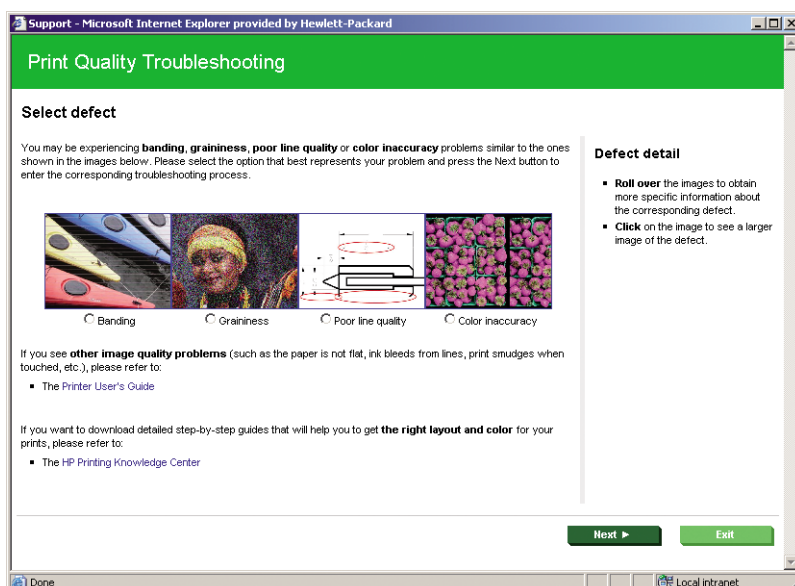 Support - Microsoft Internet Explorer provided by Hewlett-Packard
Print Quality Troubleshooting
Select defect
You may be experiencing banding, graininess, poor line quality or color inaccuracy problems similar to the ones
shown in the images below. Please select the option that best represents your problem and press the Next button to
enter the corresponding troubleshooting process.
Banding
Graininess
Poor line quality
Color inaccuracy
If you see other image quality problems (such as the paper is not flat, ink bleeds from lines, print smudges when
touched, etc.), please refer to:
The Printer User's Guide
If you want to download detailed step-by-step guides that will help you to get the right layout and color for your
prints, please refer to:
The HP Printing Knowledge Center
Defect detail
Roll over the images to obtain
more specific information about
the corresponding defect.
Click on the image to see a larger
image of the defect.
Next
Exit
Done
Local intranet